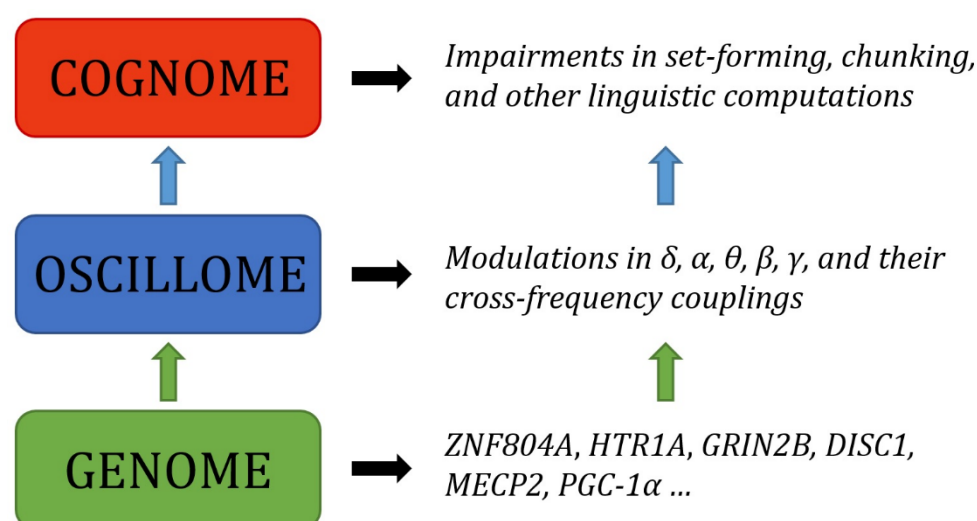 COGNOME
Impairments in set-forming, chunking,
and other linguistic computations
OSCILLOME
Modulations in δ, α, θ, β, γ, and their
cross-frequency couplings
GENOME
ZNF804A, HTR1A, GRIN2B, DISC1,
MECP2, PGC-1α ...